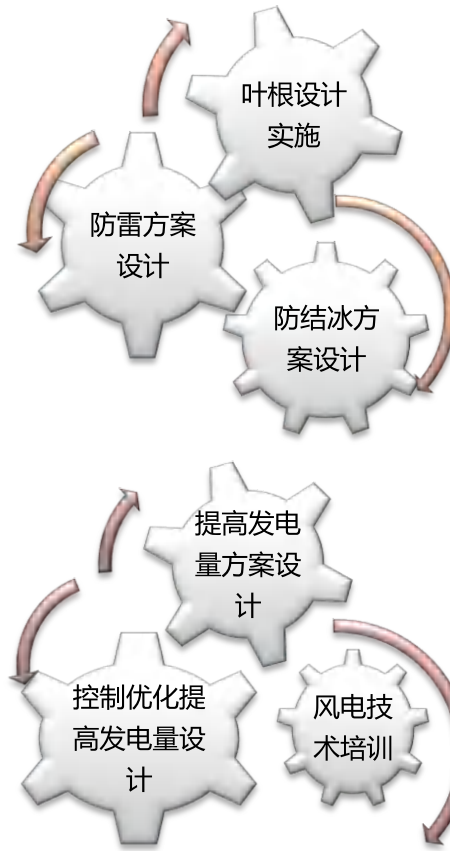 叶根设计
实施
防雷方案
设计
防结冰方
案设计
提高发电
量方案设
计
控制优化提
高发电量设
计
风电技
术培训